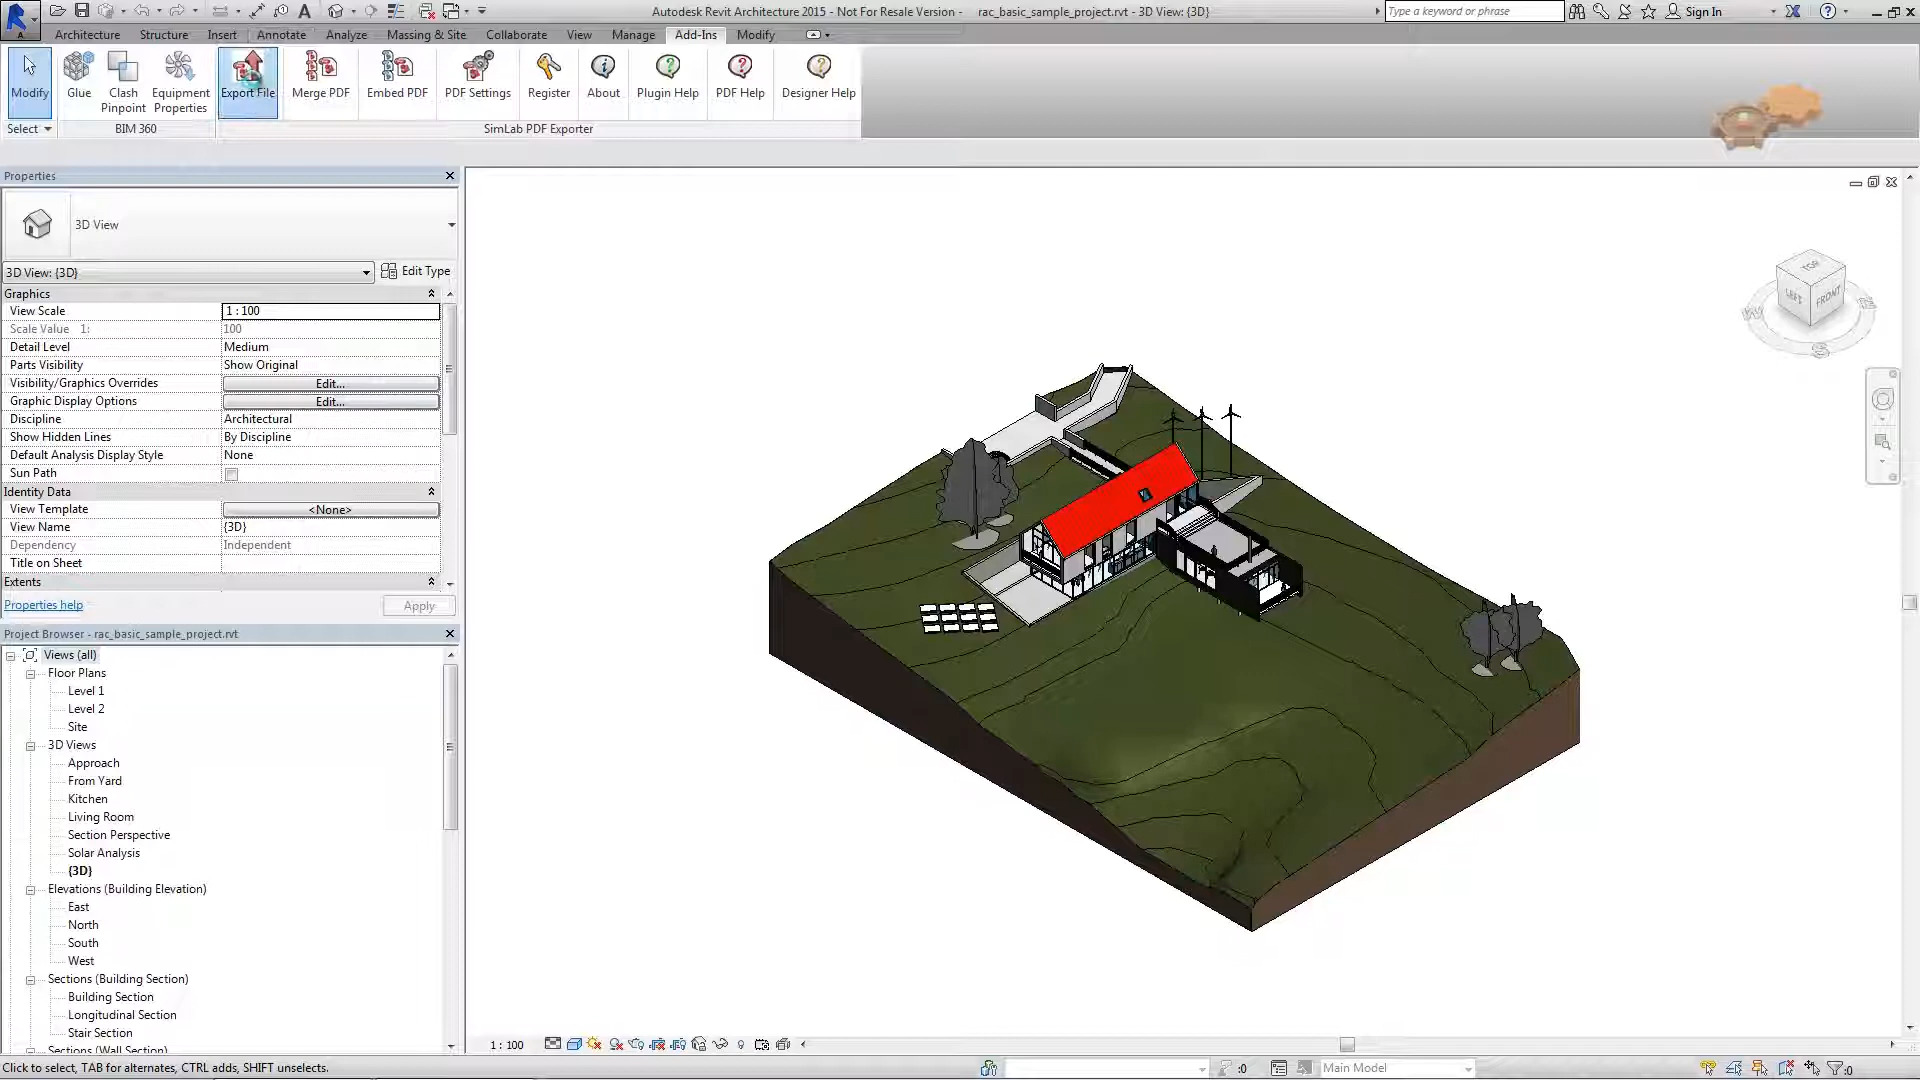 Autodesk Revit Architecture 2015 - Not For Resale Version - rac_basic_sample_project.rvt - 3D View: {3D}
Type a keyword or phrase
Sign In
Architecture Structure Insert Annotate Analyze Massing & Site Collaborate View Manage Add-Ins Modify
Modify Glue Clash Pinpoint Equipment Properties Export File Merge PDF Embed PDF PDF Settings Register About Plugin Help PDF Help Designer Help
Select BIM 360 SimLab PDF Exporter
Properties
3D View
3D View: {3D} Edit Type
Graphics
View Scale 1 : 100
Scale Value 1: 100
Detail Level Medium
Parts Visibility Show Original
Visibility/Graphics Overrides Edit...
Graphic Display Options Edit...
Discipline Architectural
Show Hidden Lines By Discipline
Default Analysis Display Style None
Sun Path
Identity Data
View Template <None>
View Name {3D}
Dependency Independent
Title on Sheet
Extents
Properties help Apply
Project Browser - rac_basic_sample_project.rvt
Views (all)
Floor Plans
Level 1
Level 2
Site
3D Views
Approach
From Yard
Kitchen
Living Room
Section Perspective
Solar Analysis
{3D}
Elevations (Building Elevation)
East
North
South
West
Sections (Building Section)
Building Section
Longitudinal Section
Stair Section
Sections (Wall Section)
TOP
LEFT FRONT
W
S
E
1 : 100
Click to select, TAB for alternates, CTRL adds, SHIFT unselects.
:0
Main Model
:0